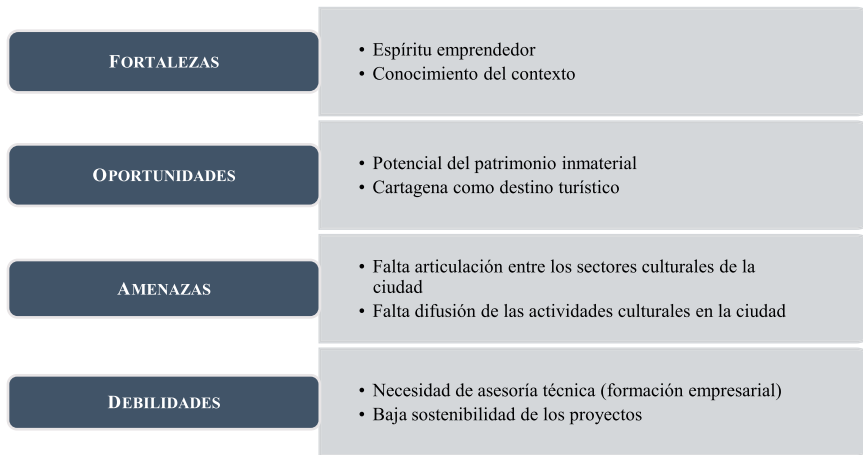 FORTALEZAS
• Espíritu emprendedor
• Conocimiento del contexto
OPORTUNIDADES
• Potencial del patrimonio inmaterial
• Cartagena como destino turístico
AMENAZAS
• Falta articulación entre los sectores culturales de la
ciudad
• Falta difusión de las actividades culturales en la ciudad
DEBILIDADES
• Necesidad de asesoría técnica (formación empresarial)
• Baja sostenibilidad de los proyectos